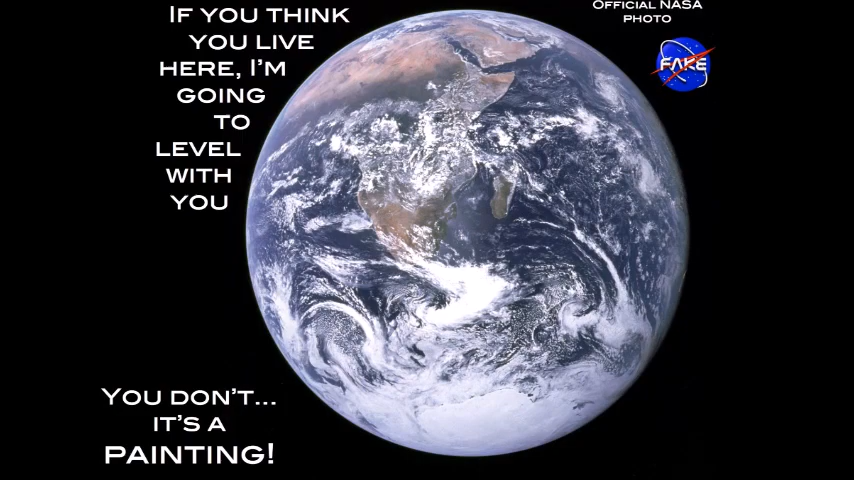 IF YOU THINK
YOU LIVE
HERE, I'M
GOING
TO
LEVEL
WITH
YOU
OFFICIAL NASA
PHOTO
FAKE
YOU DON'T...
IT'S A
PAINTING!